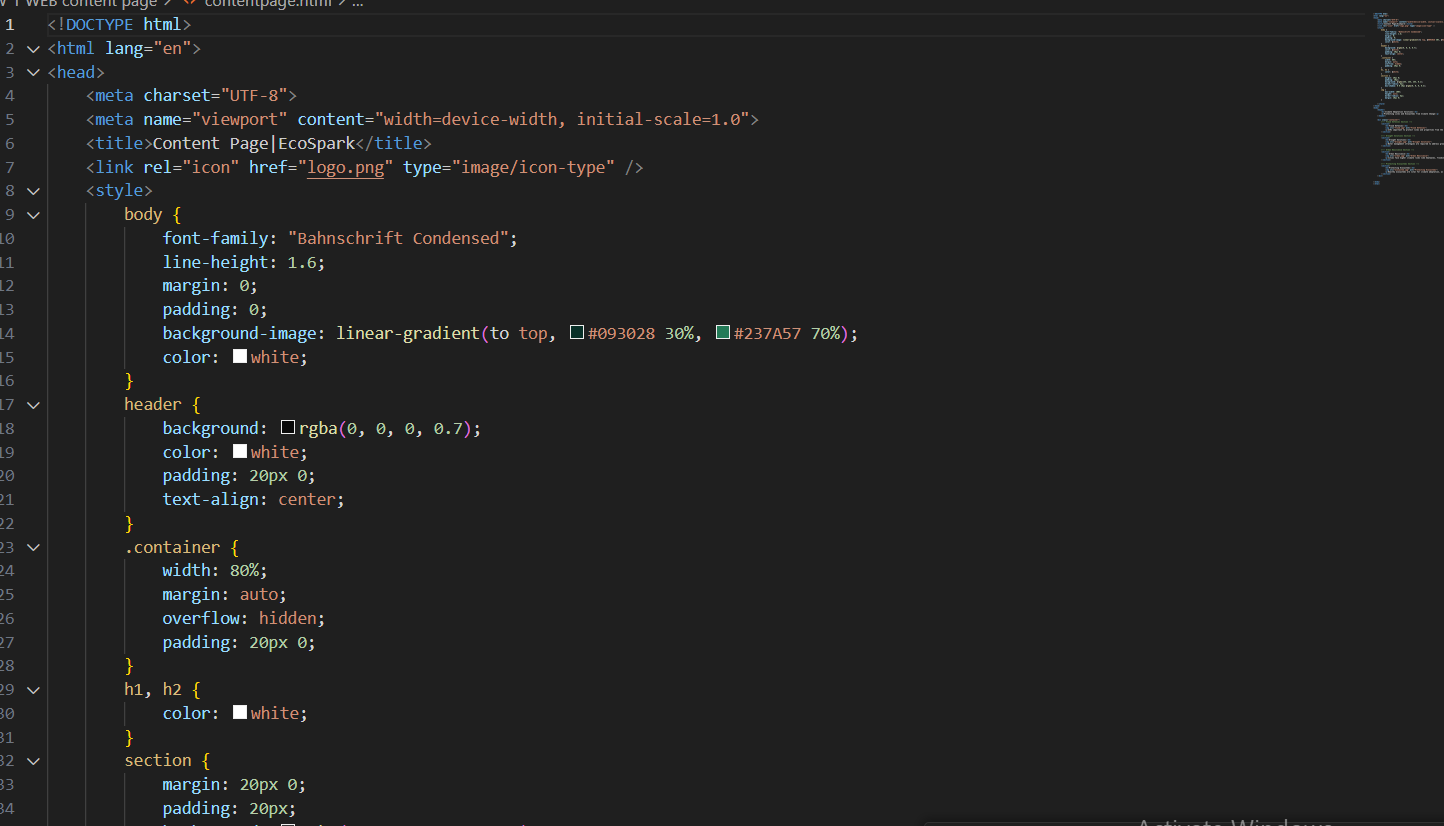 WEB content page > <> contentpage.html > ...
1 <!DOCTYPE html>
2 <html lang="en">
3 <head>
4 <meta charset="UTF-8">
5 <meta name="viewport" content="width=device-width, initial-scale=1.0">
6 <title>Content Page|EcoSpark</title>
7 <link rel="icon" href="logo.png" type="image/icon-type" />
8 <style>
9 body {
10 font-family: "Bahnschrift Condensed";
11 line-height: 1.6;
12 margin: 0;
13 padding: 0;
14 background-image: linear-gradient(to top, #093028 30%, #237A57 70%);
15 color: white;
16 }
17 header {
18 background: rgba(0, 0, 0, 0.7);
19 color: white;
20 padding: 20px 0;
21 text-align: center;
22 }
23 .container {
24 width: 80%;
25 margin: auto;
26 overflow: hidden;
27 padding: 20px 0;
28 }
29 h1, h2 {
30 color: white;
31 }
32 section {
33 margin: 20px 0;
34 padding: 20px;
Activate Windows